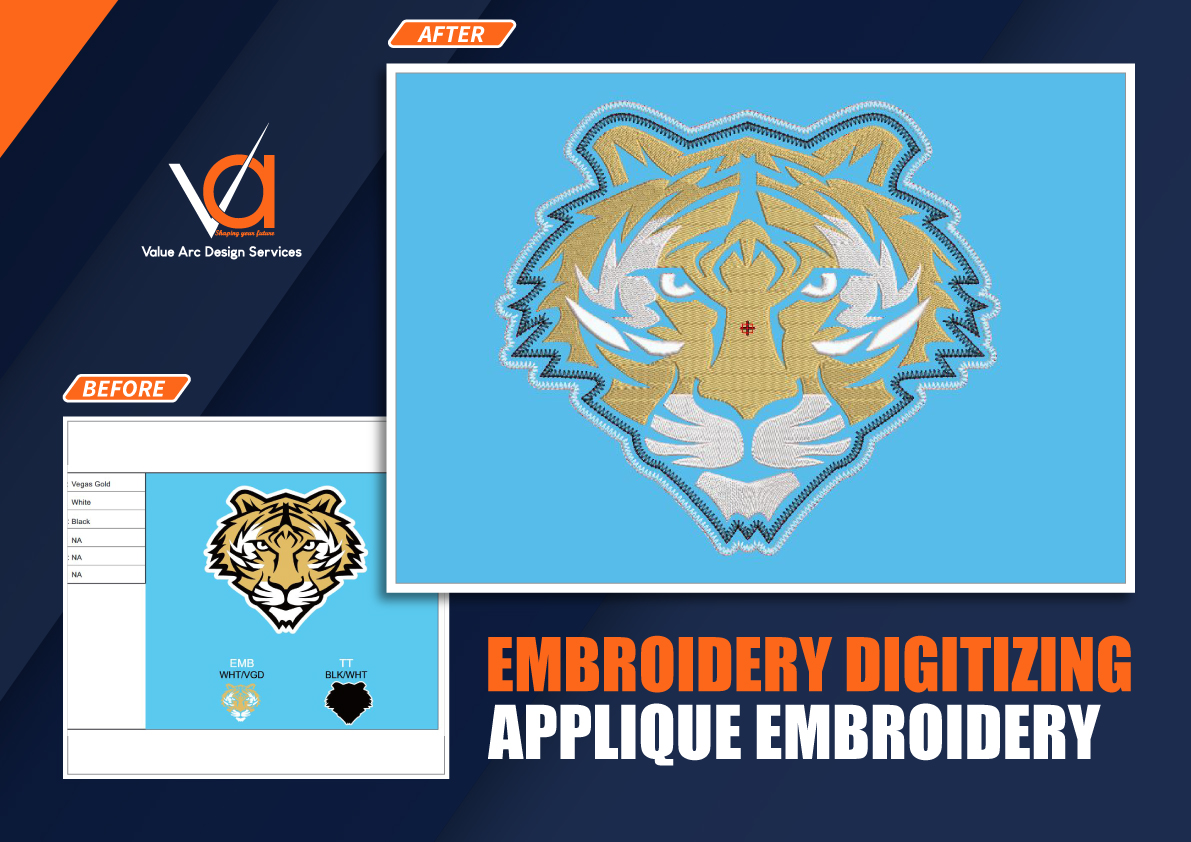 AFTER
Shaping your future
Value Arc Design Services
BEFORE
Vegas Gold
White
: Black
NA
: NA
NA
EMB
WHT/VGD
TT
BLK/WHT
EMBROIDERY DIGITIZING
APPLIQUE EMBROIDERY